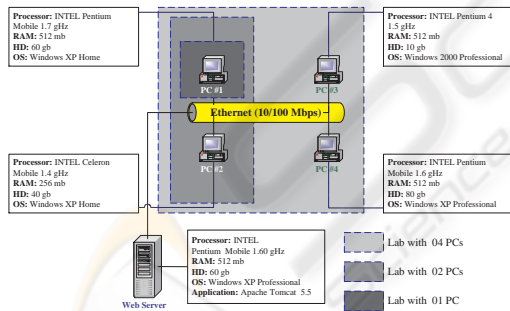 Processor: INTEL Pentium
Mobile 1.7 gHz
RAM: 512 mb
HD: 60 gb
OS: Windows XP Home
Processor: INTEL Pentium 4
1.5 gHz
RAM: 512 mb
HD: 10 gb
OS: Windows 2000 Professional
PC #1
PC #3
Ethernet (10/100 Mbps)
PC #2
PC #4
Processor: INTEL Celeron
Mobile 1.4 gHz
RAM: 256 mb
HD: 40 gb
OS: Windows XP Home
Processor: INTEL Pentium
Mobile 1.6 gHz
RAM: 512 mb
HD: 80 gb
OS: Windows XP Professional
Processor: INTEL
Pentium Mobile 1.60 gHz
RAM: 512 mb
HD: 60 gb
OS: Windows XP Professional
Application: Apache Tomcat 5.5
Web Server
Lab with 04 PCs
Lab with 02 PCs
Lab with 01 PC